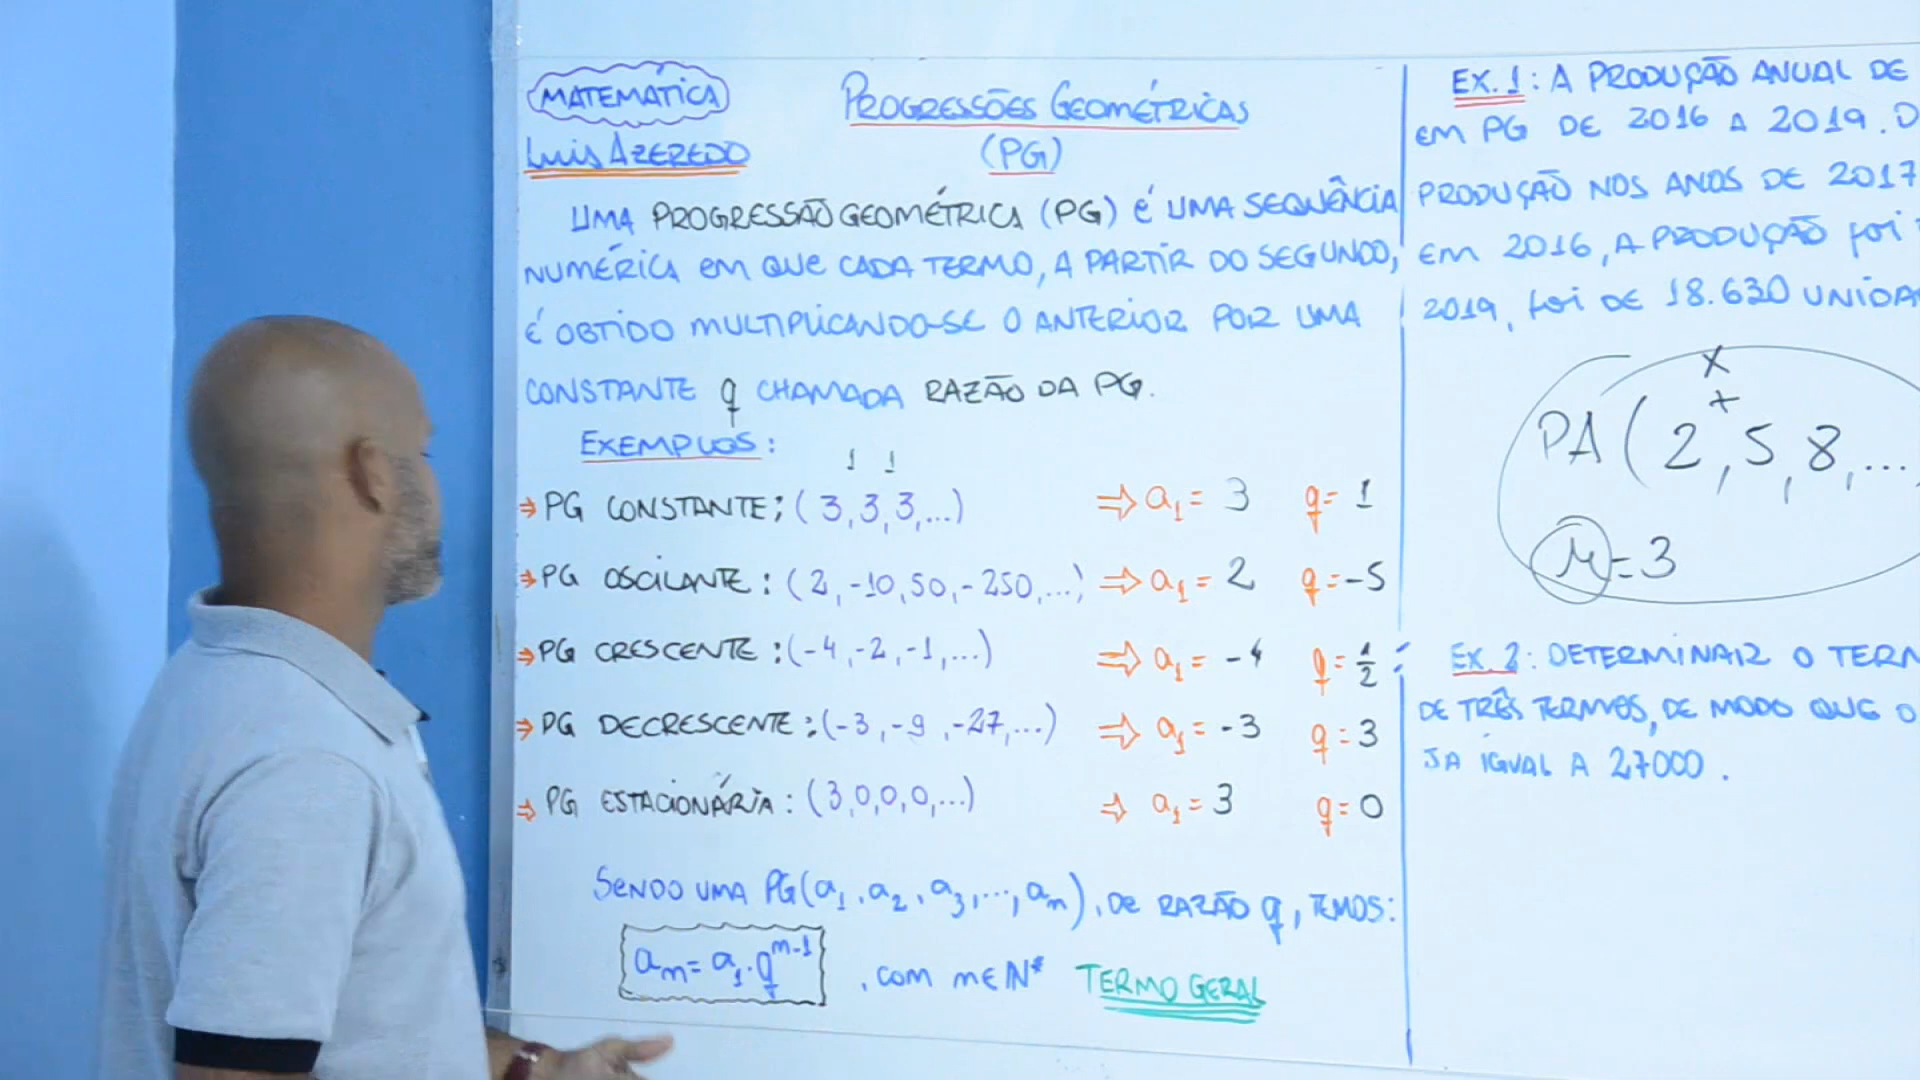 MATEMÁTICA
LUIS AZEREDO
PROGRESSÕES GEOMÉTRICAS
(PG)
UMA PROGRESSÃO GEOMÉTRICA (PG) É UMA SEQUÊNCIA
NUMÉRICA EM QUE CADA TERMO, A PARTIR DO SEGUNDO,
É OBTIDO MULTIPLICANDO-SE O ANTERIOR POR UMA
CONSTANTE q CHAMADA RAZÃO DA PG.
EXEMPLOS:
1 1
⇒ PG CONSTANTE: (3,3,3,...) ⇒ a₁ = 3 q = 1
⇒ PG OSCILANTE: (2,-10,50,-250,...) ⇒ a₁ = 2 q = -5
⇒ PG CRESCENTE: (-4,-2,-1,...) ⇒ a₁ = -4 q = 1/2
⇒ PG DECRESCENTE: (-3,-9,-27,...) ⇒ a₁ = -3 q = 3
⇒ PG ESTACIONÁRIA: (3,0,0,0,...) ⇒ a₁ = 3 q = 0
SENDO UMA PG(a₁, a₂, a₃, ..., aₙ), DE RAZÃO q, TEMOS:
aₙ = a₁ · qⁿ⁻¹ , COM n ∈ N* TERMO GERAL
EX. 1: A PRODUÇÃO ANUAL DE
EM PG DE 2016 A 2019. D
PRODUÇÃO NOS ANOS DE 2017
EM 2016, A PRODUÇÃO FOI
2019, FOI DE 18.630 UNIDA
x
+
PA (2, 5, 8, ...
r = 3
EX. 2: DETERMINAR O TERM
DE TRÊS TERMOS, DE MODO QUE O
JA IGUAL A 27000.